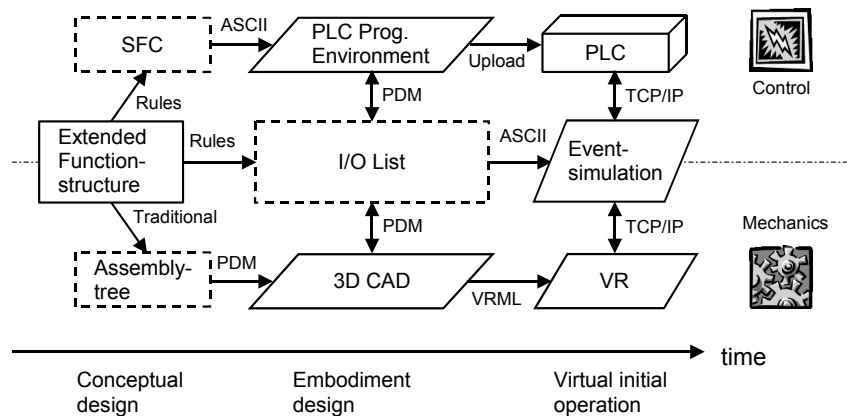 SFC
ASCII
PLC Prog.
Environment
Upload
PLC
Control
Rules
PDM
TCP/IP
Extended
Function-
structure
Rules
I/O List
ASCII
Event-
simulation
Traditional
PDM
TCP/IP
Mechanics
Assembly-
tree
PDM
3D CAD
VRML
VR
time
Conceptual
design
Embodiment
design
Virtual initial
operation